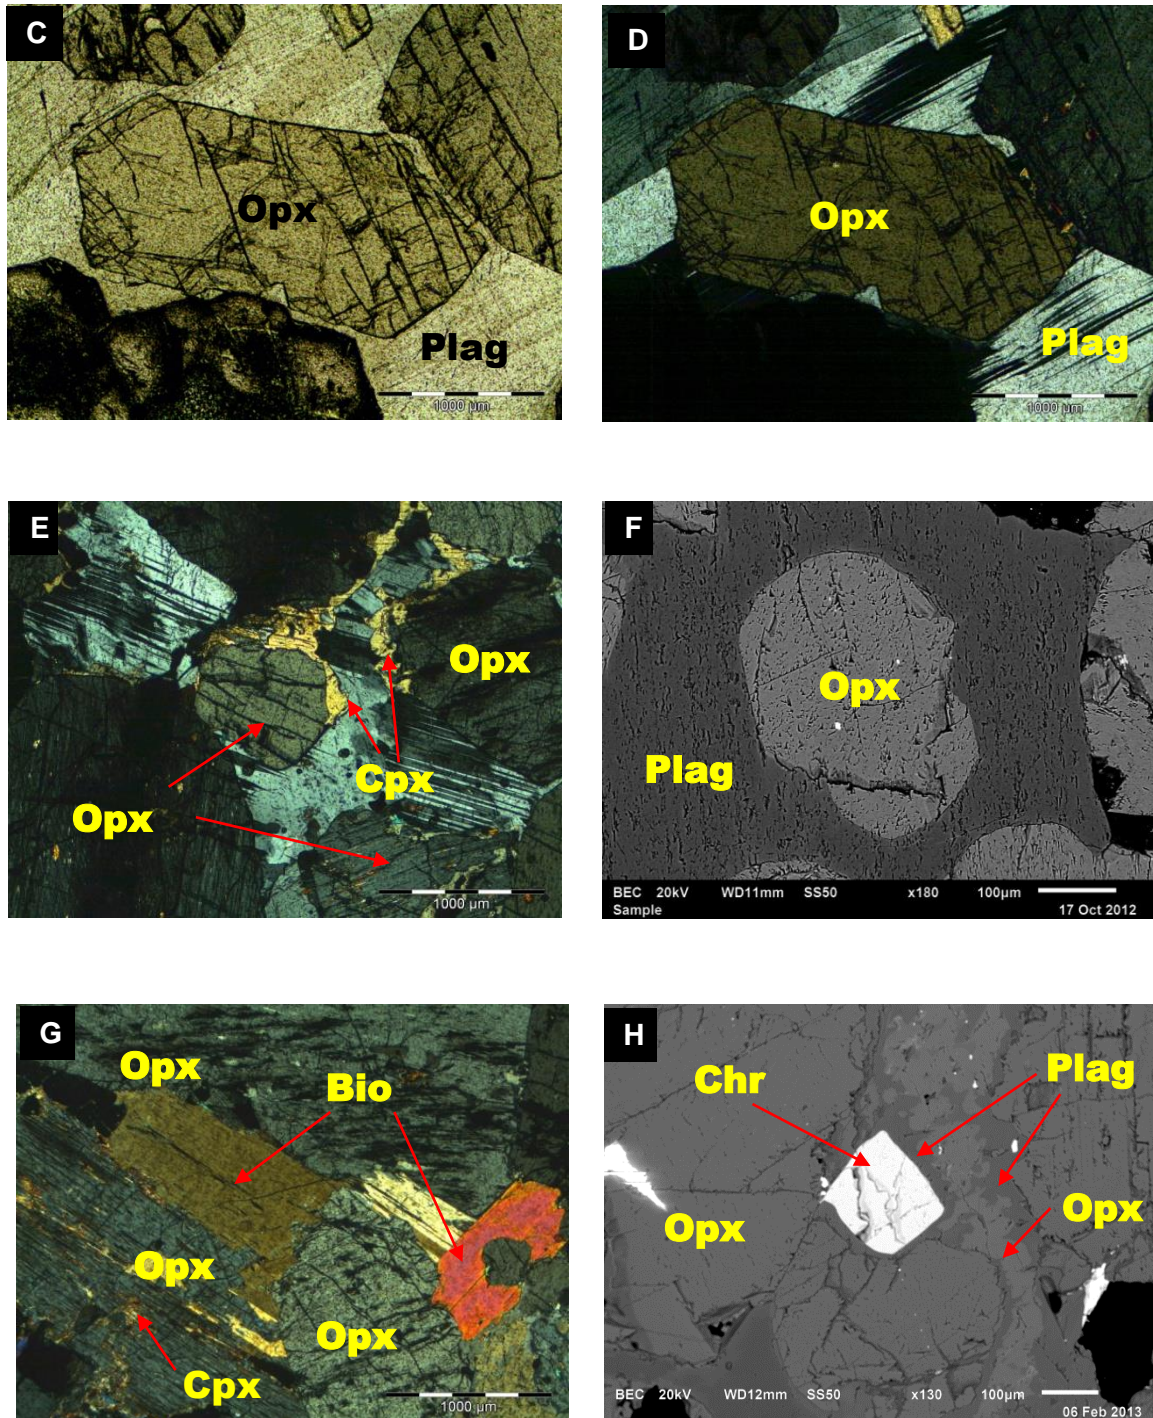 C
Opx
Plag
1000 µm
D
Opx
Plag
1000 µm
E
Opx
Cpx
Opx
1000 µm
F
Opx
Plag
BEC 20kV WD11mm SS50 x180 100µm
Sample 17 Oct 2012
G
Opx
Bio
Opx
Opx
Cpx
1000 µm
H
Chr
Plag
Opx
Opx
BEC 20kV WD12mm SS50 x130 100µm
06 Feb 2013